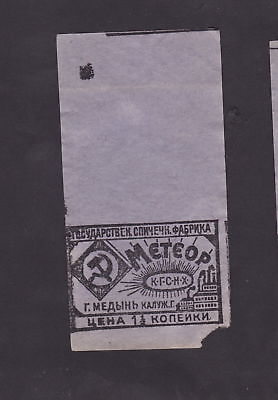 ГОСУДАРСТВЕН. СПИЧЕЧН. ФАБРИКА
МЕТЕОР
К·Г·С·Н·Х
Г. МЕДЫНЬ КАЛУЖ. Г.
ЦЕНА 1½ КОПЕЙКИ.